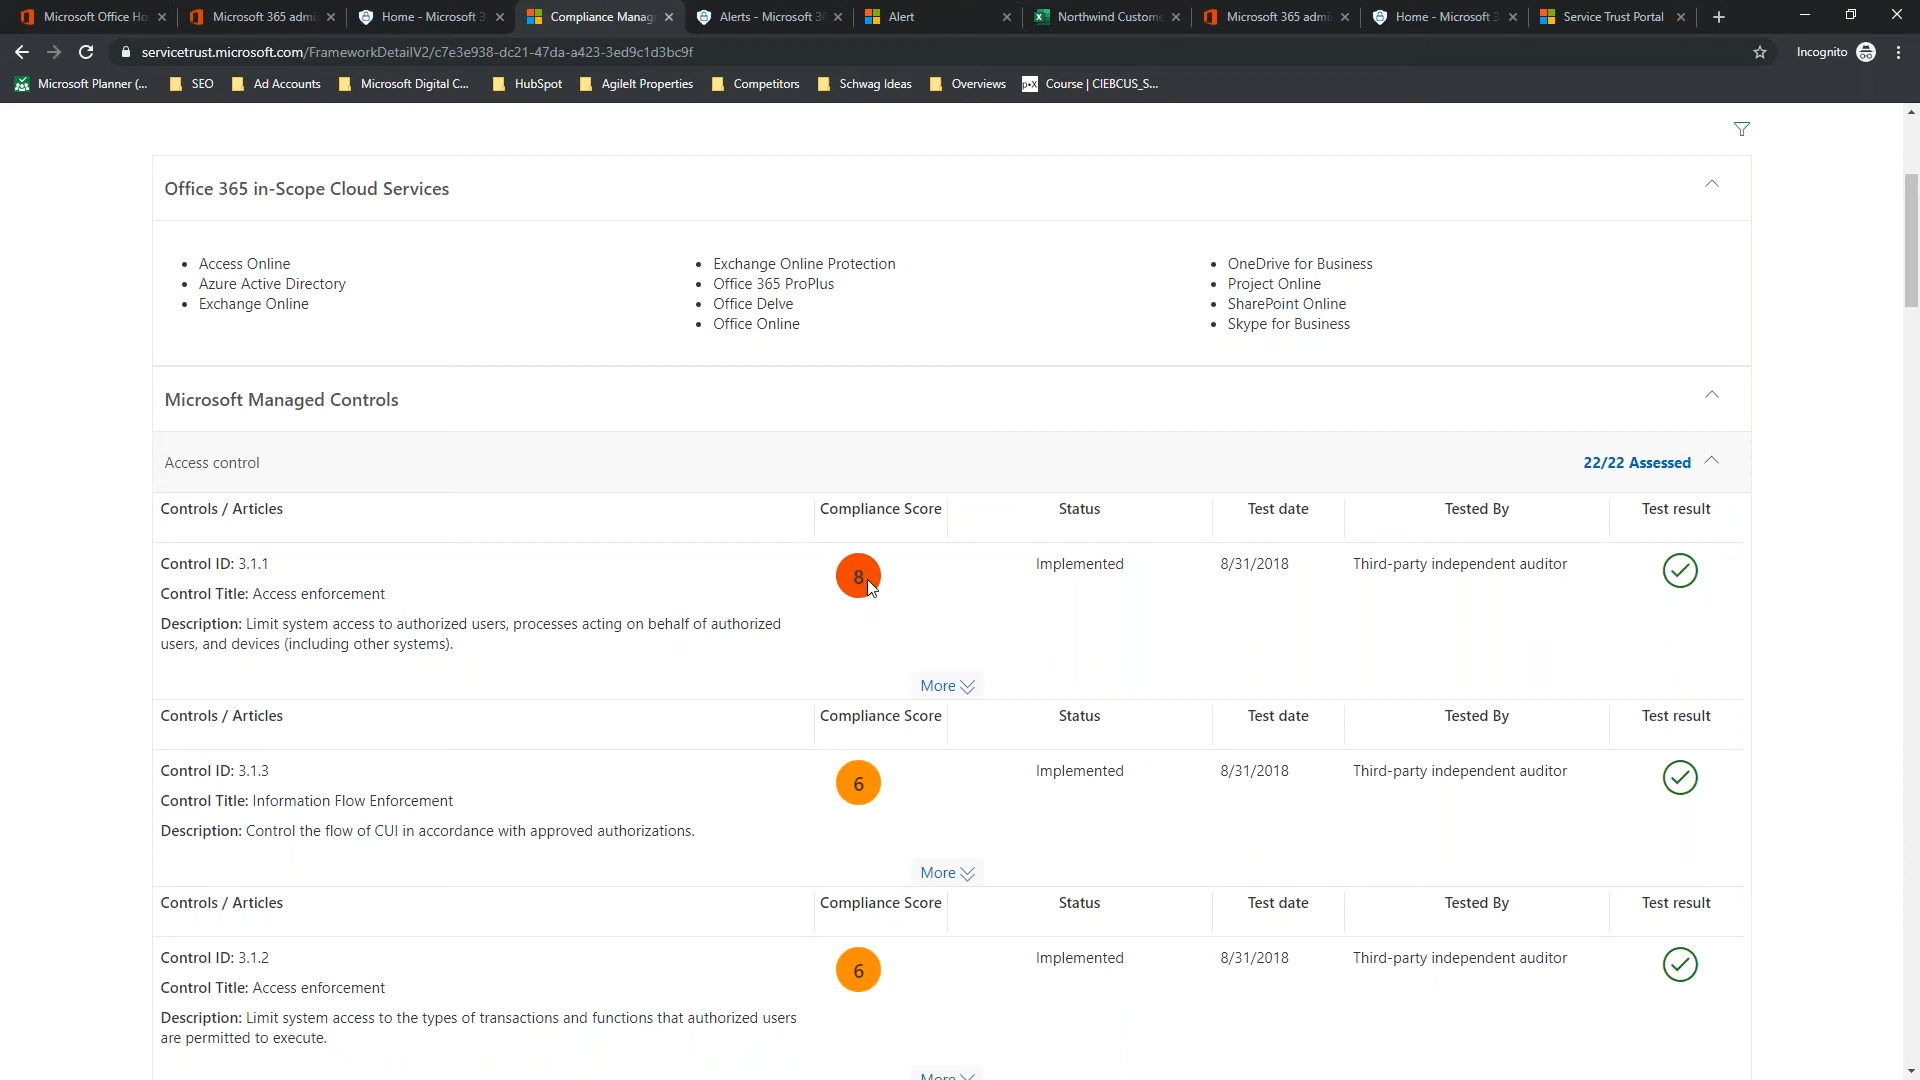 Microsoft Office Ho
Microsoft 365 admi
Home - Microsoft 3
Compliance Manag
Alerts - Microsoft 36
Alert
Northwind Custome
Microsoft 365 admi
Home - Microsoft 3
Service Trust Portal
servicetrust.microsoft.com/FrameworkDetailV2/c7e3e938-dc21-47da-a423-3ed9c1d3bc9f
Incognito
Microsoft Planner (...
SEO
Ad Accounts
Microsoft Digital C...
HubSpot
AgileIt Properties
Competitors
Schwag Ideas
Overviews
Course | CIEBCUS_S...
Office 365 in-Scope Cloud Services
Access Online
Azure Active Directory
Exchange Online
Exchange Online Protection
Office 365 ProPlus
Office Delve
Office Online
OneDrive for Business
Project Online
SharePoint Online
Skype for Business
Microsoft Managed Controls
Access control 22/22 Assessed
Controls / Articles Compliance Score Status Test date Tested By Test result
Control ID: 3.1.1 8 Implemented 8/31/2018 Third-party independent auditor
Control Title: Access enforcement
Description: Limit system access to authorized users, processes acting on behalf of authorized
users, and devices (including other systems).
More
Controls / Articles Compliance Score Status Test date Tested By Test result
Control ID: 3.1.3 6 Implemented 8/31/2018 Third-party independent auditor
Control Title: Information Flow Enforcement
Description: Control the flow of CUI in accordance with approved authorizations.
More
Controls / Articles Compliance Score Status Test date Tested By Test result
Control ID: 3.1.2 6 Implemented 8/31/2018 Third-party independent auditor
Control Title: Access enforcement
Description: Limit system access to the types of transactions and functions that authorized users
are permitted to execute.
More